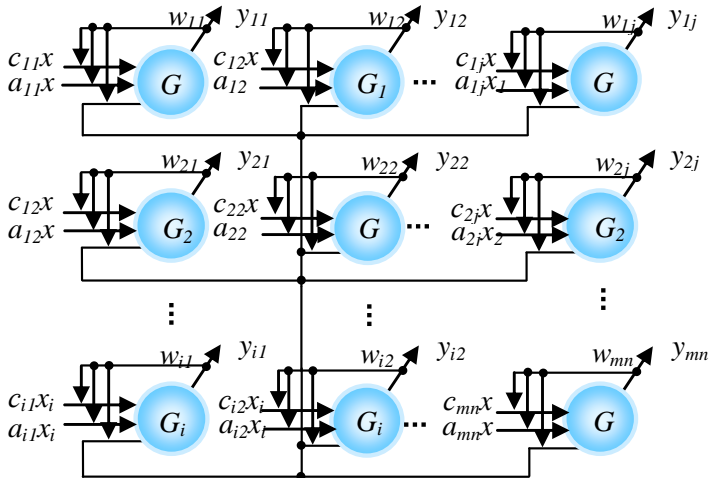 w11 y11 w12 y12 w1j y1j
c11x G c12x G1 ... c1jx G
a11x a12 a1jx1
w21 y21 w22 y22 w2j y2j
c12x G2 c22x G ... c2jx G2
a12x a22 a2jx2
... ... ...
wi1 yi1 wi2 yi2 wmn ymn
ci1xi Gi ci2xi Gi ... cmnx G
ai1xi ai2xi amnx